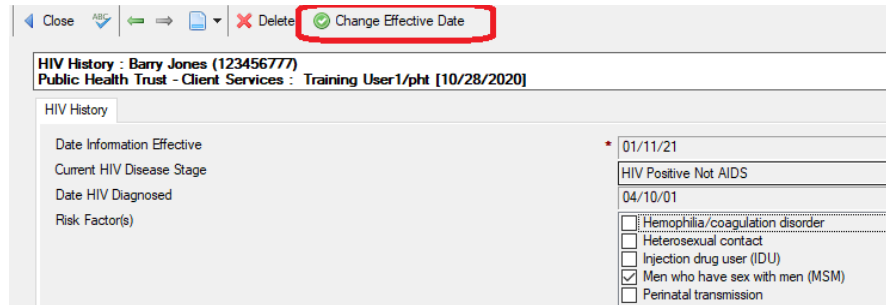 Close ABC Delete Change Effective Date
HIV History : Barry Jones (123456777)
Public Health Trust - Client Services : Training User1/pht [10/28/2020]
HIV History
Date Information Effective * 01/11/21
Current HIV Disease Stage HIV Positive Not AIDS
Date HIV Diagnosed 04/10/01
Risk Factor(s) Hemophilia/coagulation disorder
Heterosexual contact
Injection drug user (IDU)
Men who have sex with men (MSM)
Perinatal transmission